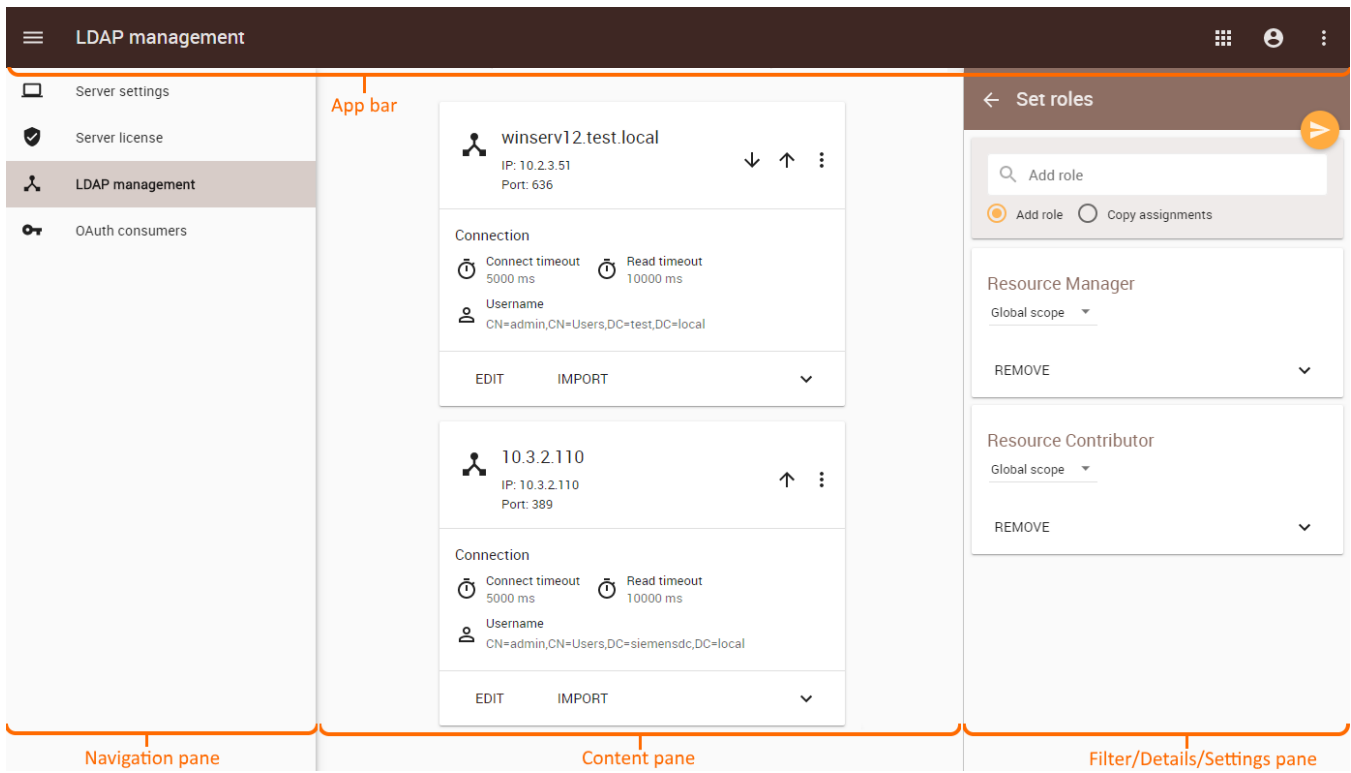 LDAP management
App bar
Server settings
Server license
LDAP management
OAuth consumers
Navigation pane
winserv12.test.local
IP: 10.2.3.51
Port: 636
Connection
Connect timeout
5000 ms
Read timeout
10000 ms
Username
CN=admin,CN=Users,DC=test,DC=local
EDIT
IMPORT
10.3.2.110
IP: 10.3.2.110
Port: 389
Connection
Connect timeout
5000 ms
Read timeout
10000 ms
Username
CN=admin,CN=Users,DC=siemensdc,DC=local
EDIT
IMPORT
Content pane
Set roles
Add role
Add role
Copy assignments
Resource Manager
Global scope
REMOVE
Resource Contributor
Global scope
REMOVE
Filter/Details/Settings pane